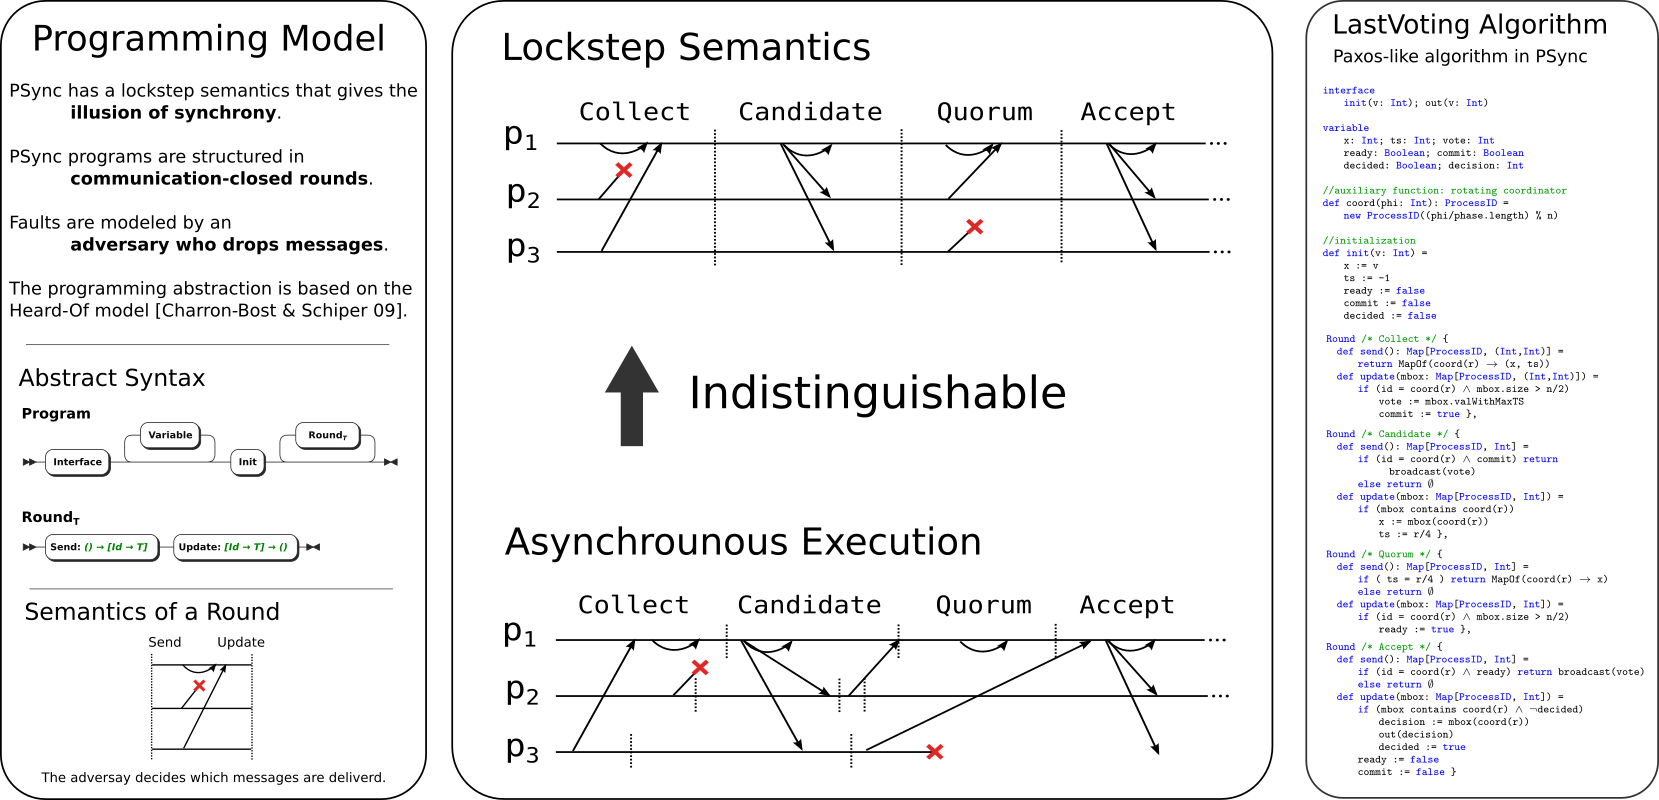 Programming Model
PSync has a lockstep semantics that gives the
illusion of synchrony.
PSync programs are structured in
communication-closed rounds.
Faults are modeled by an
adversary who drops messages.
The programming abstraction is based on the
Heard-Of model [Charron-Bost & Schiper 09].
Abstract Syntax
Program
Variable
Round_T
Interface
Init
Round_T
Send: () → [Id → T]
Update: [Id → T] → ()
Semantics of a Round
Send Update
The adversay decides which messages are deliverd.
Lockstep Semantics
Collect Candidate Quorum Accept
p1
p2
p3
Indistinguishable
Asynchrounous Execution
Collect Candidate Quorum Accept
p1
p2
p3
LastVoting Algorithm
Paxos-like algorithm in PSync
interface
init(v: Int); out(v: Int)
variable
x: Int; ts: Int; vote: Int
ready: Boolean; commit: Boolean
decided: Boolean; decision: Int
//auxiliary function: rotating coordinator
def coord(phi: Int): ProcessID =
new ProcessID((phi/phase.length) % n)
//initialization
def init(v: Int) =
x := v
ts := -1
ready := false
commit := false
decided := false
Round /* Collect */ {
def send(): Map[ProcessID, (Int,Int)] =
return MapOf(coord(r) → (x, ts))
def update(mbox: Map[ProcessID, (Int,Int)]) =
if (id = coord(r) ∧ mbox.size > n/2)
vote := mbox.valWithMaxTS
commit := true },
Round /* Candidate */ {
def send(): Map[ProcessID, Int] =
if (id = coord(r) ∧ commit) return
broadcast(vote)
else return ∅
def update(mbox: Map[ProcessID, Int]) =
if (mbox contains coord(r))
x := mbox(coord(r))
ts := r/4 },
Round /* Quorum */ {
def send(): Map[ProcessID, Int] =
if ( ts = r/4 ) return MapOf(coord(r) → x)
else return ∅
def update(mbox: Map[ProcessID, Int]) =
if (id = coord(r) ∧ mbox.size > n/2)
ready := true },
Round /* Accept */ {
def send(): Map[ProcessID, Int] =
if (id = coord(r) ∧ ready) return broadcast(vote)
else return ∅
def update(mbox: Map[ProcessID, Int]) =
if (mbox contains coord(r) ∧ ¬decided)
decision := mbox(coord(r))
out(decision)
decided := true
ready := false
commit := false }